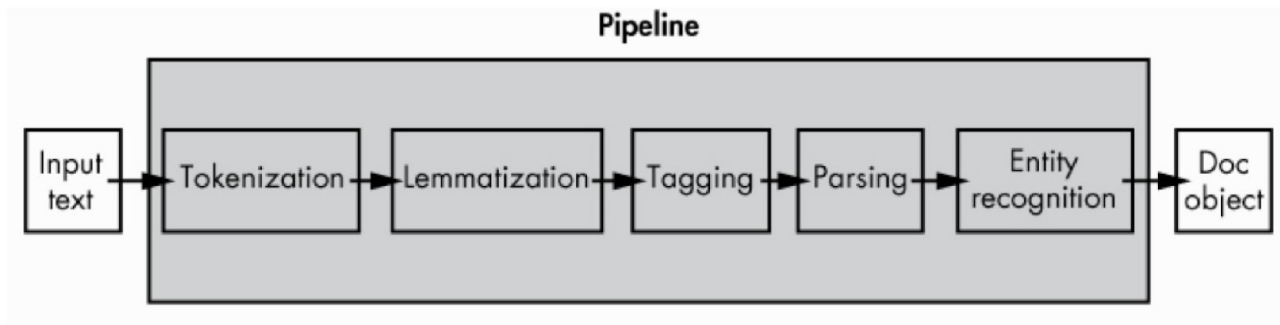 Pipeline
Input
text
Tokenization
Lemmatization
Tagging
Parsing
Entity
recognition
Doc
object